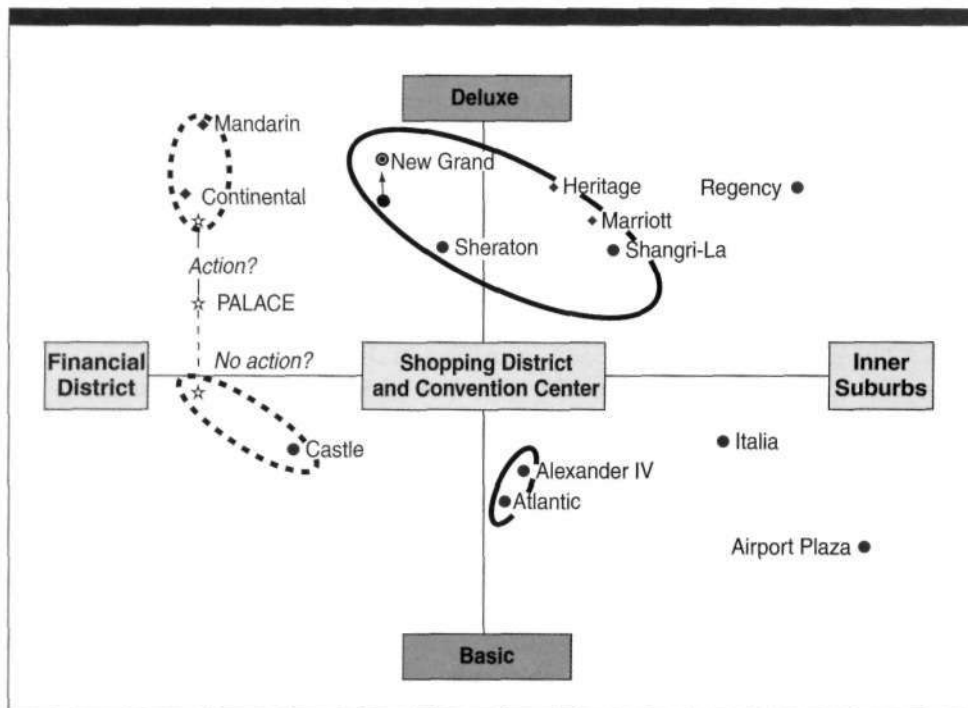 Deluxe
Mandarin
New Grand
Heritage
Regency
Continental
Marriott
Sheraton
Shangri-La
Action?
PALACE
No action?
Financial
District
Shopping District
and Convention Center
Inner
Suburbs
Castle
Italia
Alexander IV
Atlantic
Airport Plaza
Basic